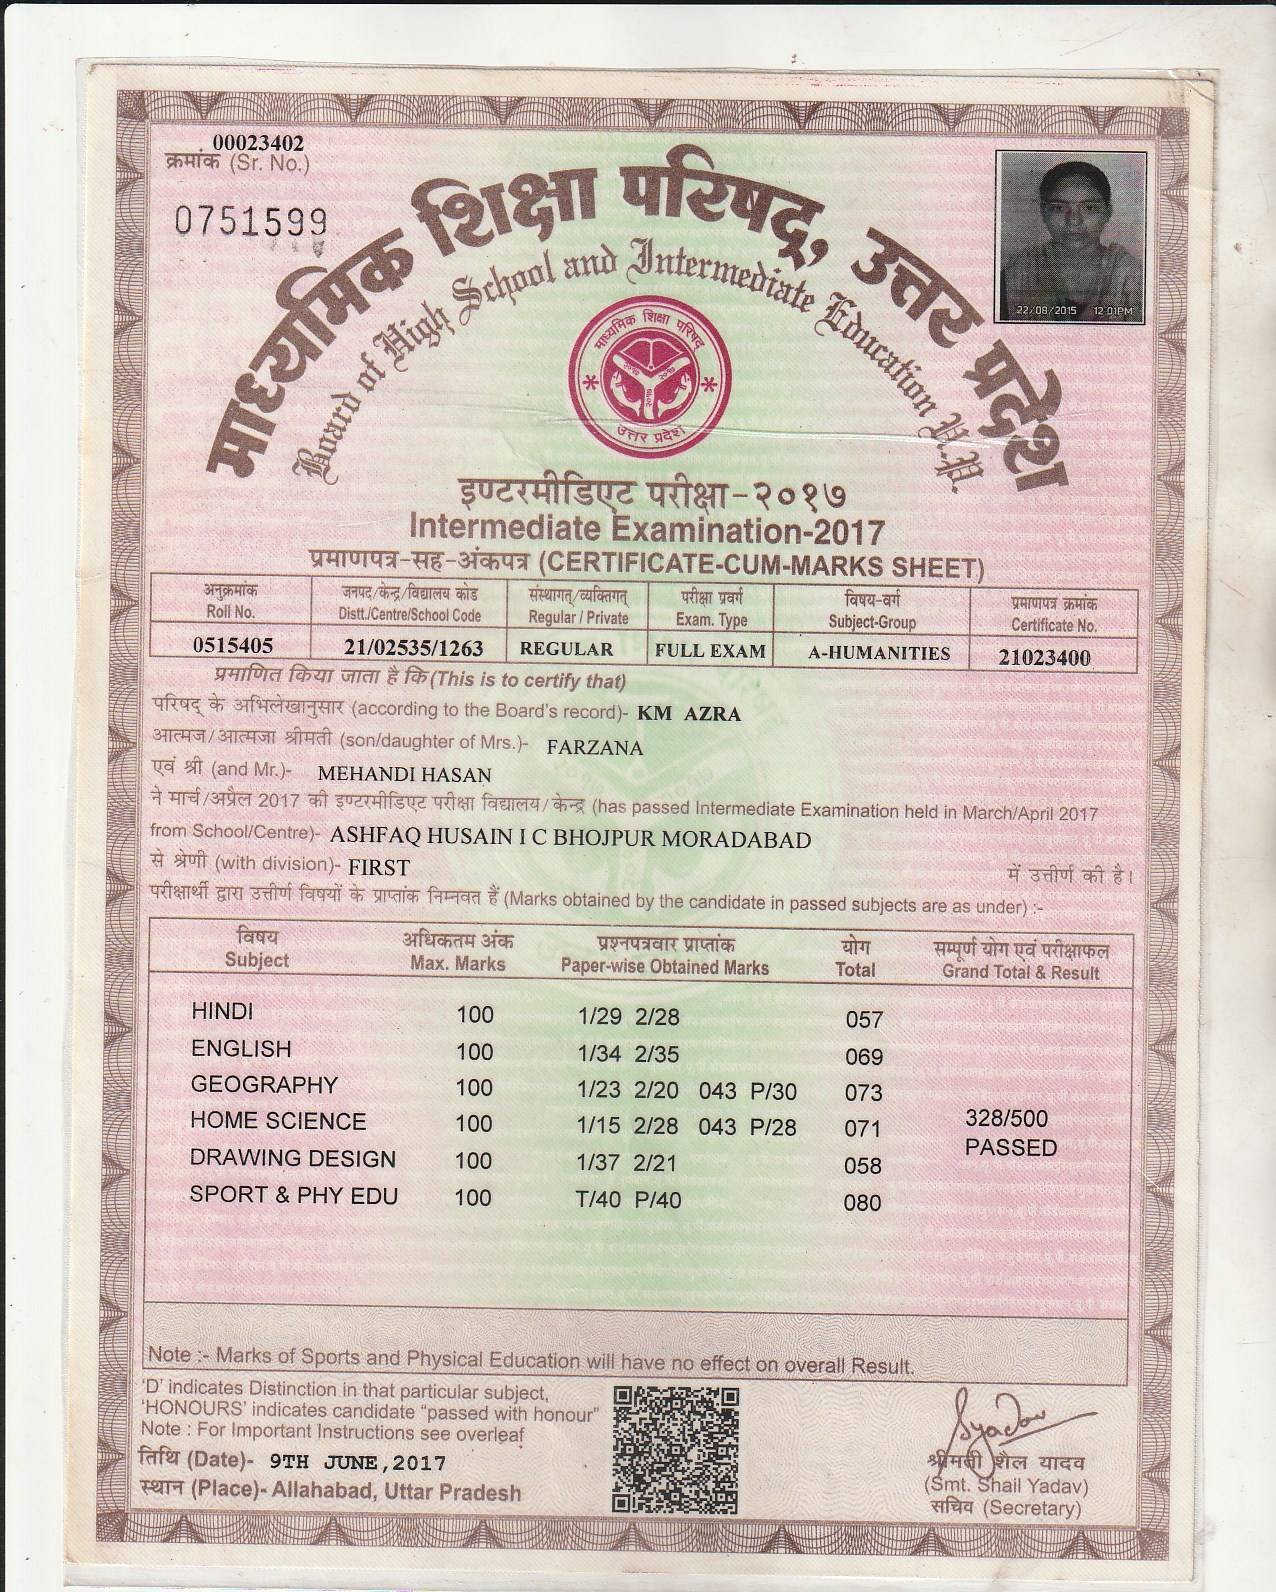 00023402
क्रमांक (Sr. No.)
0751599
माध्यमिक शिक्षा परिषद्, उत्तर प्रदेश
Board of High School and Intermediate Education U.P.
माध्यमिक शिक्षा परिषद्
उत्तर प्रदेश
22/08/2015 12:01PM
इण्टरमीडिएट परीक्षा-२०१७
Intermediate Examination-2017
प्रमाणपत्र-सह-अंकपत्र (CERTIFICATE-CUM-MARKS SHEET)
अनुक्रमांक जनपद/केन्द्र/विद्यालय कोड संस्थागत्/व्यक्तिगत् परीक्षा प्रवर्ग विषय-वर्ग प्रमाणपत्र क्रमांक
Roll No. Distt./Centre/School Code Regular / Private Exam. Type Subject-Group Certificate No.
0515405 21/02535/1263 REGULAR FULL EXAM A-HUMANITIES 21023400
प्रमाणित किया जाता है कि (This is to certify that)
परिषद् के अभिलेखानुसार (according to the Board's record)- KM AZRA
आत्मज/आत्मजा श्रीमती (son/daughter of Mrs.)- FARZANA
एवं श्री (and Mr.)- MEHANDI HASAN
ने मार्च/अप्रैल 2017 की इण्टरमीडिएट परीक्षा विद्यालय/केन्द्र (has passed Intermediate Examination held in March/April 2017
from School/Centre)- ASHFAQ HUSAIN I C BHOJPUR MORADABAD
से श्रेणी (with division)- FIRST में उत्तीर्ण की है।
परीक्षार्थी द्वारा उत्तीर्ण विषयों के प्राप्तांक निम्नवत हैं (Marks obtained by the candidate in passed subjects are as under) :-
विषय अधिकतम अंक प्रश्नपत्रवार प्राप्तांक योग सम्पूर्ण योग एवं परीक्षाफल
Subject Max. Marks Paper-wise Obtained Marks Total Grand Total & Result
HINDI 100 1/29 2/28 057
ENGLISH 100 1/34 2/35 069
GEOGRAPHY 100 1/23 2/20 043 P/30 073
HOME SCIENCE 100 1/15 2/28 043 P/28 071 328/500
PASSED
DRAWING DESIGN 100 1/37 2/21 058
SPORT & PHY EDU 100 T/40 P/40 080
Note :- Marks of Sports and Physical Education will have no effect on overall Result.
'D' indicates Distinction in that particular subject,
'HONOURS' indicates candidate "passed with honour"
Note : For Important Instructions see overleaf
तिथि (Date)- 9TH JUNE,2017
स्थान (Place)- Allahabad, Uttar Pradesh
Syadav
श्रीमती शैल यादव
(Smt. Shail Yadav)
सचिव (Secretary)